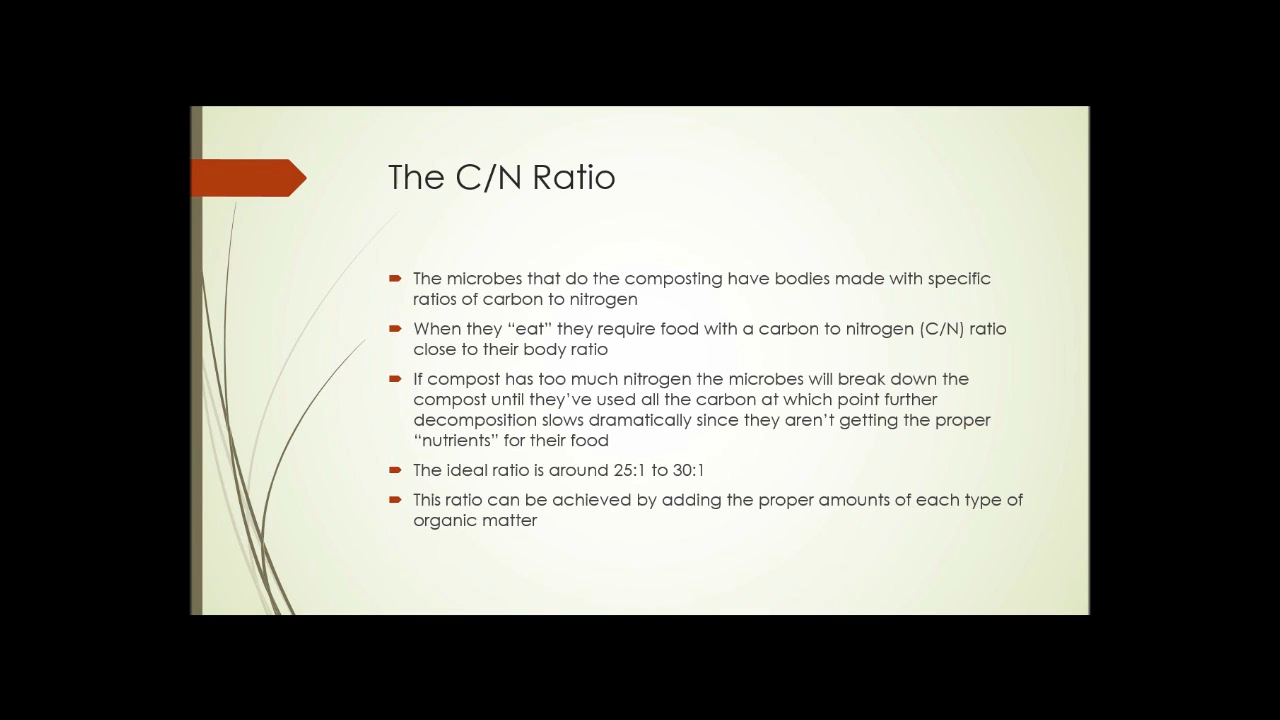 The C/N Ratio
The microbes that do the composting have bodies made with specific
ratios of carbon to nitrogen
When they “eat” they require food with a carbon to nitrogen (C/N) ratio
close to their body ratio
If compost has too much nitrogen the microbes will break down the
compost until they’ve used all the carbon at which point further
decomposition slows dramatically since they aren’t getting the proper
“nutrients” for their food
The ideal ratio is around 25:1 to 30:1
This ratio can be achieved by adding the proper amounts of each type of
organic matter